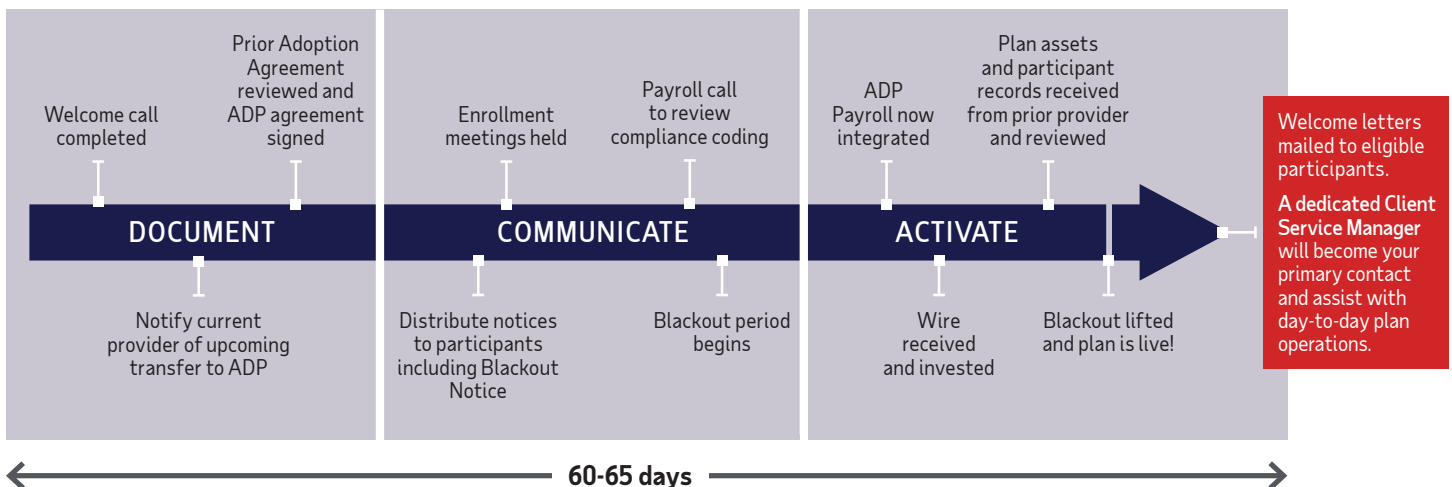 Welcome call
completed
Prior Adoption
Agreement
reviewed and
ADP agreement
signed
Enrollment
meetings held
Payroll call
to review
compliance coding
ADP
Payroll now
integrated
Plan assets
and participant
records received
from prior provider
and reviewed
DOCUMENT
COMMUNICATE
ACTIVATE
Notify current
provider of upcoming
transfer to ADP
Distribute notices
to participants
including Blackout
Notice
Blackout period
begins
Wire
received
and invested
Blackout lifted
and plan is live!
Welcome letters
mailed to eligible
participants.
A dedicated Client
Service Manager
will become your
primary contact
and assist with
day-to-day plan
operations.
60-65 days